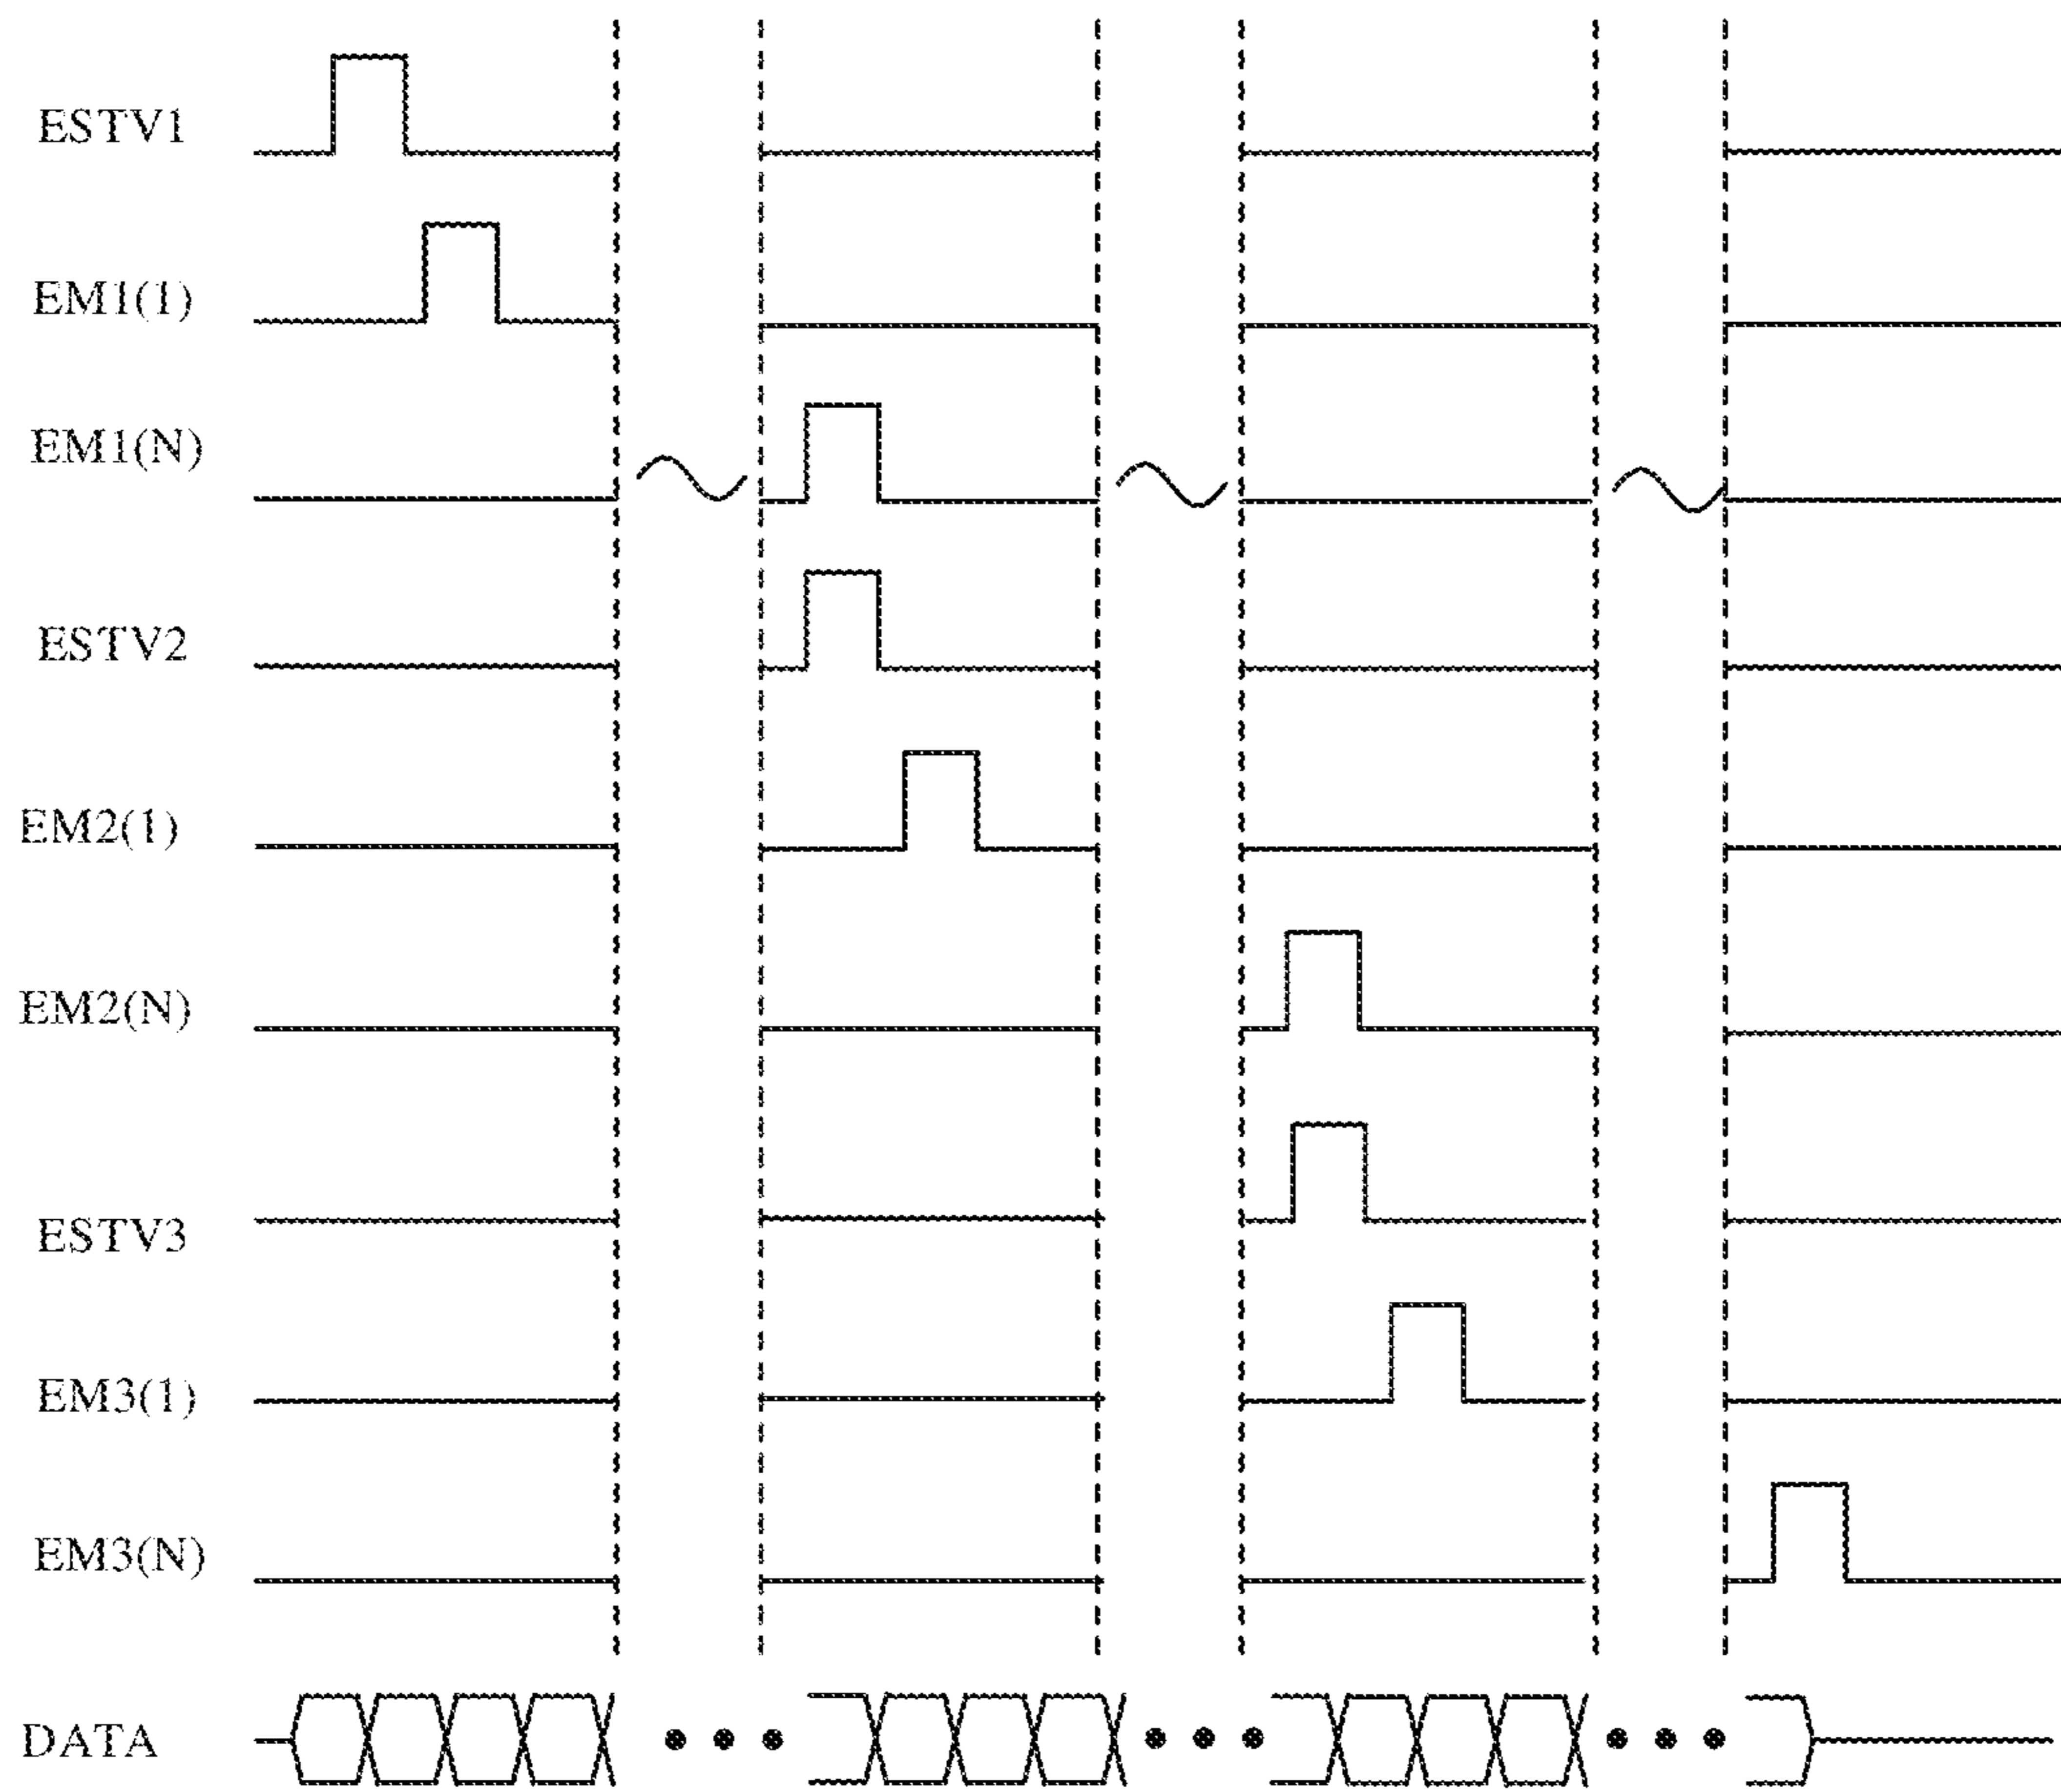 ESTV1
EM1(1)
EM1(N)
ESTV2
EM2(1)
EM2(N)
ESTV3
EM3(1)
EM3(N)
DATA